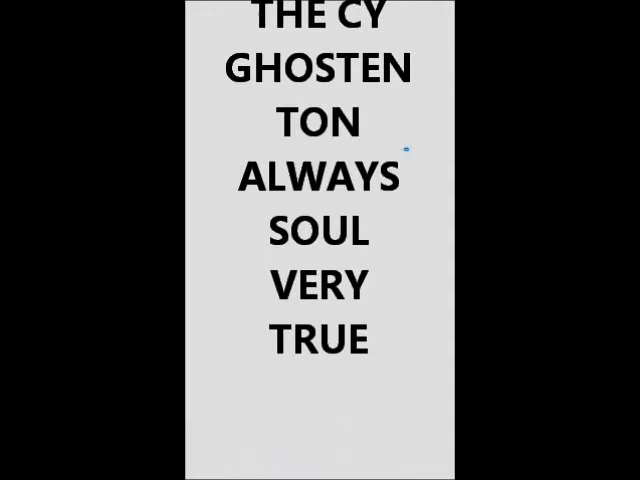 THE CY
GHOSTEN
TON
ALWAYS
SOUL
VERY
TRUE